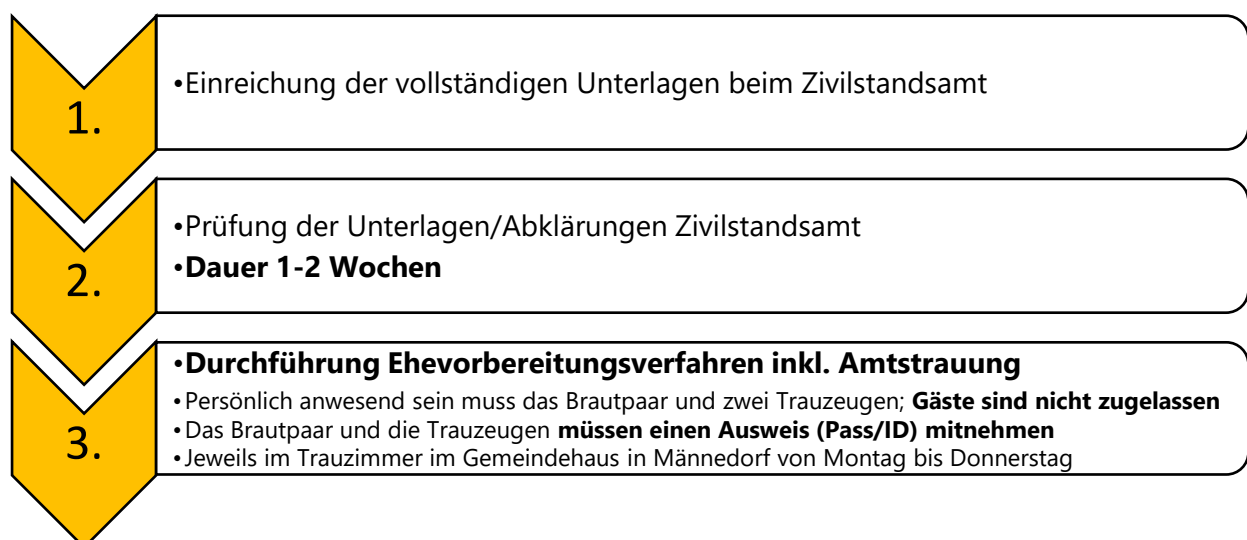 1.
•Einreichung der vollständigen Unterlagen beim Zivilstandsamt
2.
•Prüfung der Unterlagen/Abklärungen Zivilstandsamt
•Dauer 1-2 Wochen
3.
•Durchführung Ehevorbereitungsverfahren inkl. Amtstrauung
•Persönlich anwesend sein muss das Brautpaar und zwei Trauzeugen; Gäste sind nicht zugelassen
•Das Brautpaar und die Trauzeugen müssen einen Ausweis (Pass/ID) mitnehmen
•Jeweils im Trauzimmer im Gemeindehaus in Männedorf von Montag bis Donnerstag